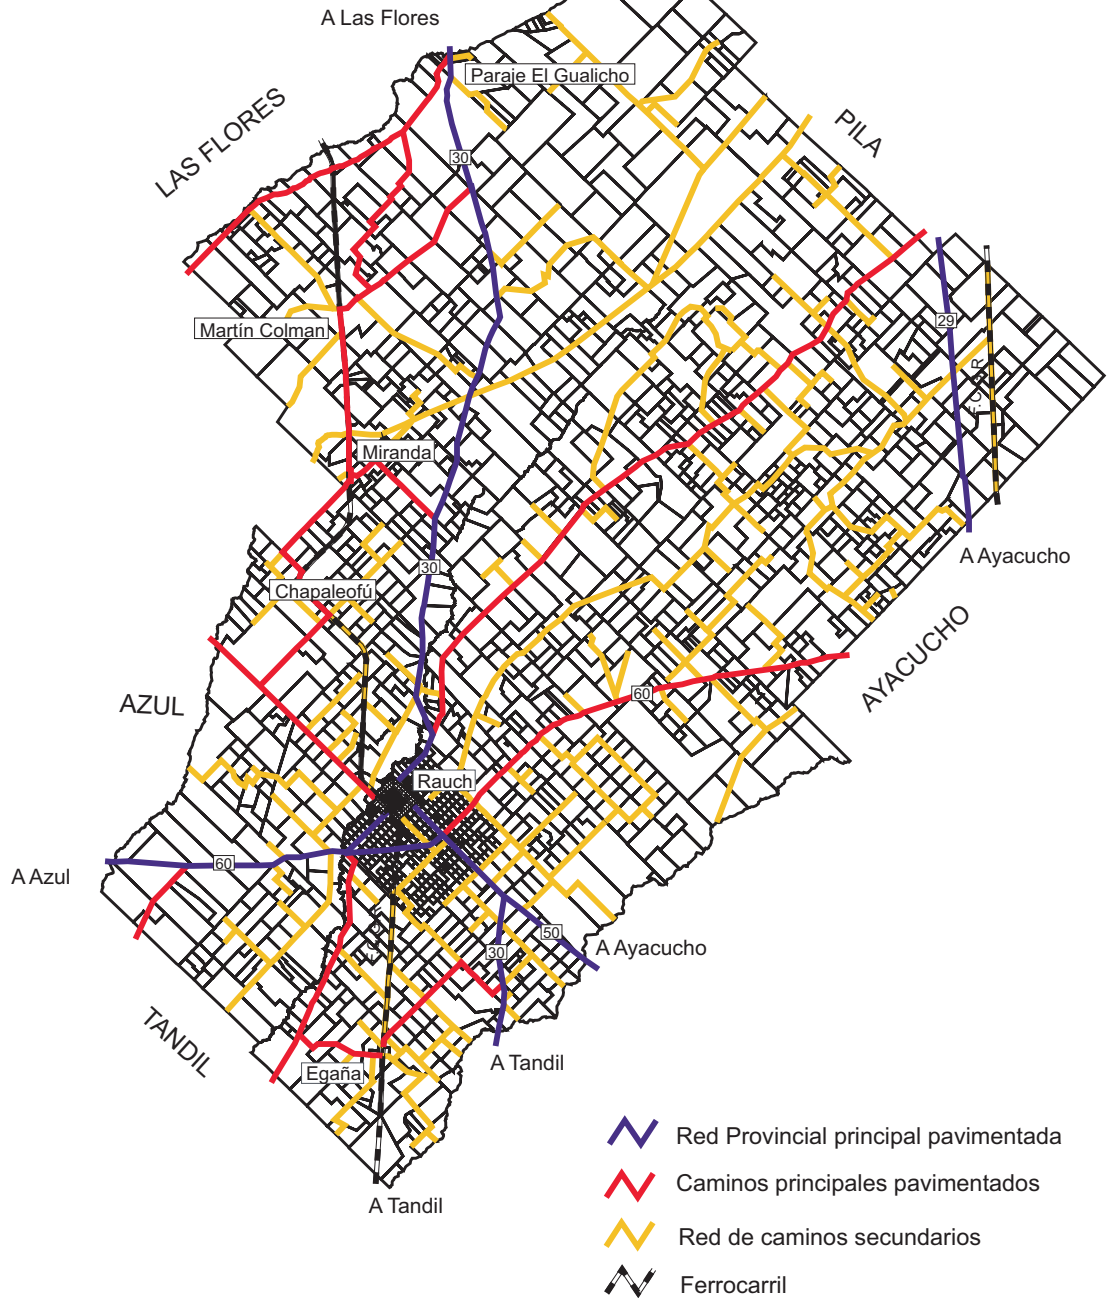 A Las Flores
Paraje El Gualicho
LAS FLORES
PILA
30
29
Martín Colman
F.C.G.R
Miranda
A Ayacucho
30
Chapaleofú
AYACUCHO
60
AZUL
Rauch
60
A Azul
F.C.G.R
50
30
A Ayacucho
TANDIL
A Tandil
Egaña
Red Provincial principal pavimentada
Caminos principales pavimentados
A Tandil
Red de caminos secundarios
Ferrocarril